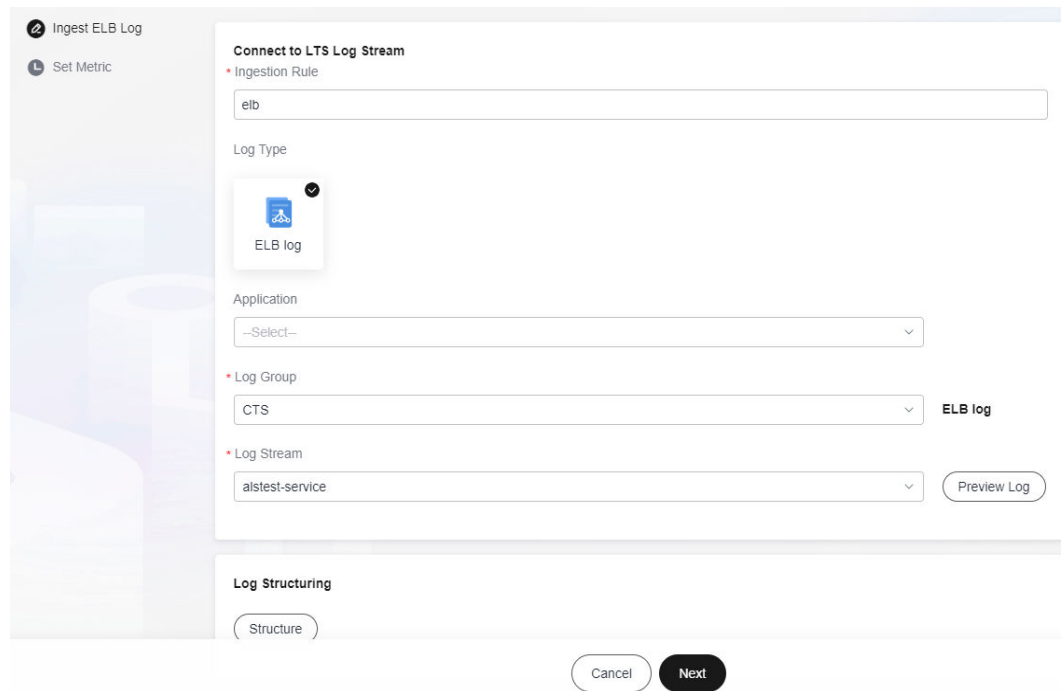 Ingest ELB Log
Set Metric
Connect to LTS Log Stream
* Ingestion Rule
elb
Log Type
ELB log
Application
--Select--
* Log Group
CTS
ELB log
* Log Stream
alstest-service
Preview Log
Log Structuring
Structure
Cancel
Next